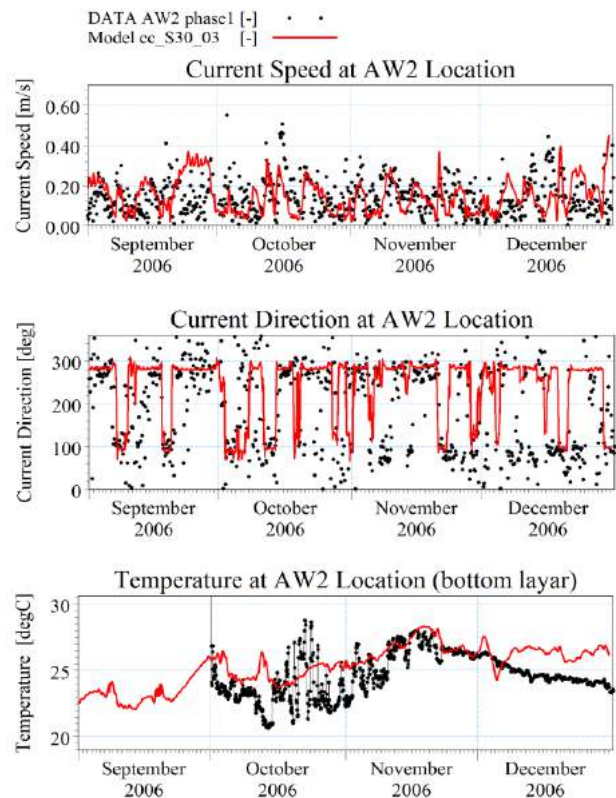 DATA AW2 phase1 [-]
Model cc_S30_03 [-]
Current Speed at AW2 Location
Current Speed [m/s]
0.60
0.40
0.20
0.00
September
2006
October
2006
November
2006
December
2006
Current Direction at AW2 Location
Current Direction [deg]
300
200
100
0
September
2006
October
2006
November
2006
December
2006
Temperature at AW2 Location (bottom layar)
Temperature [degC]
30
25
20
September
2006
October
2006
November
2006
December
2006